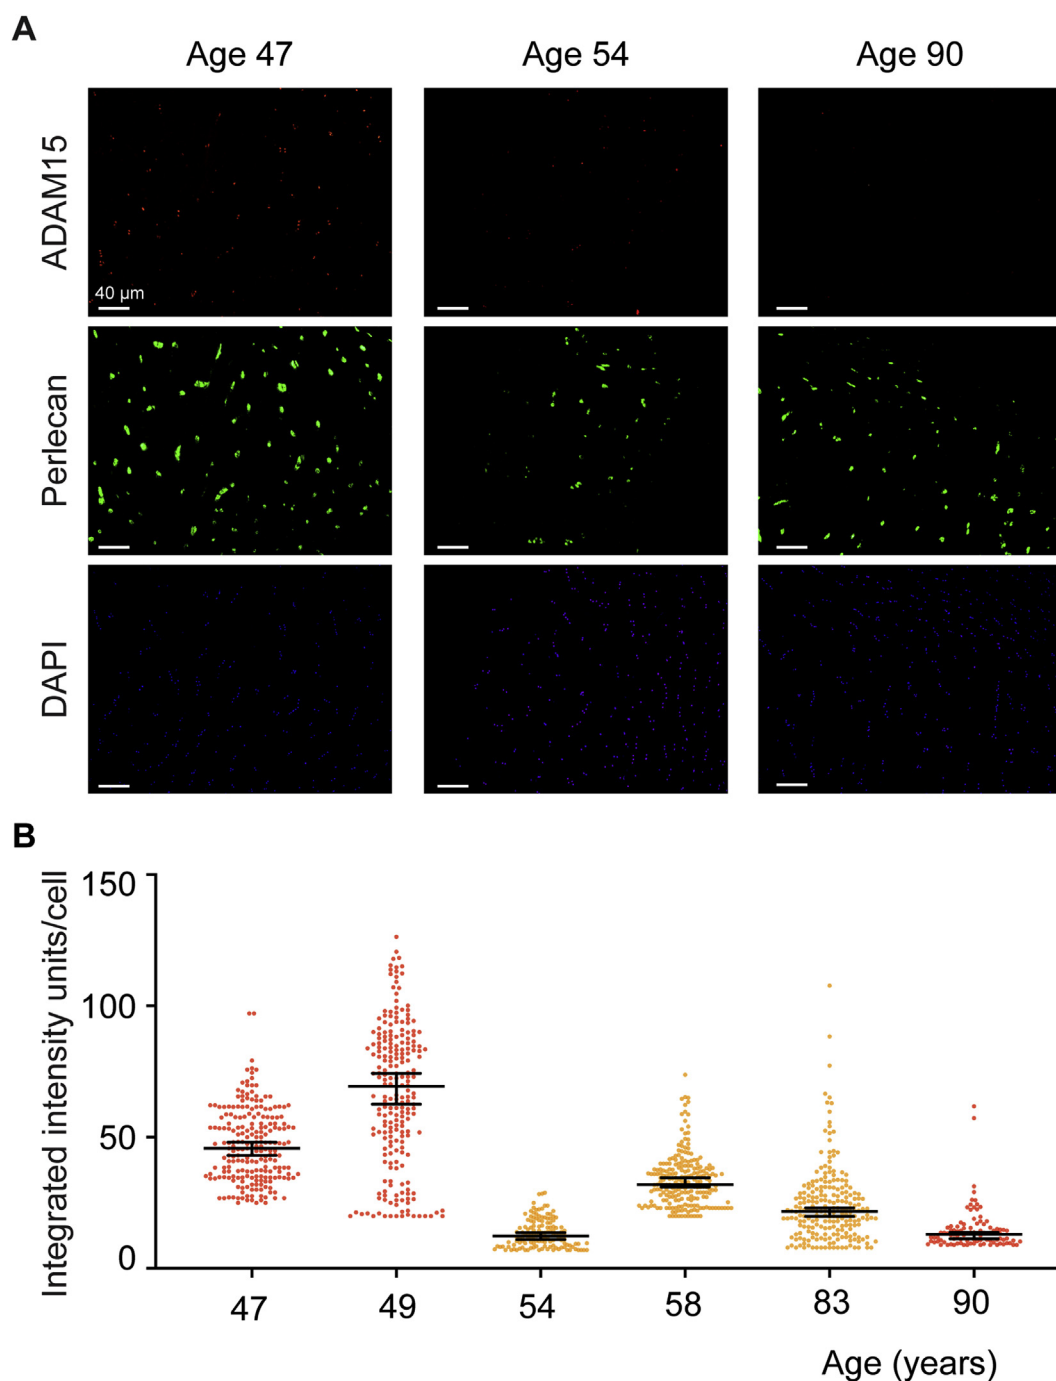 A
Age 47
Age 54
Age 90
ADAM15
40 µm
Perlecan
DAPI
B
Integrated intensity units/cell
150
100
50
0
47
49
54
58
83
90
Age (years)